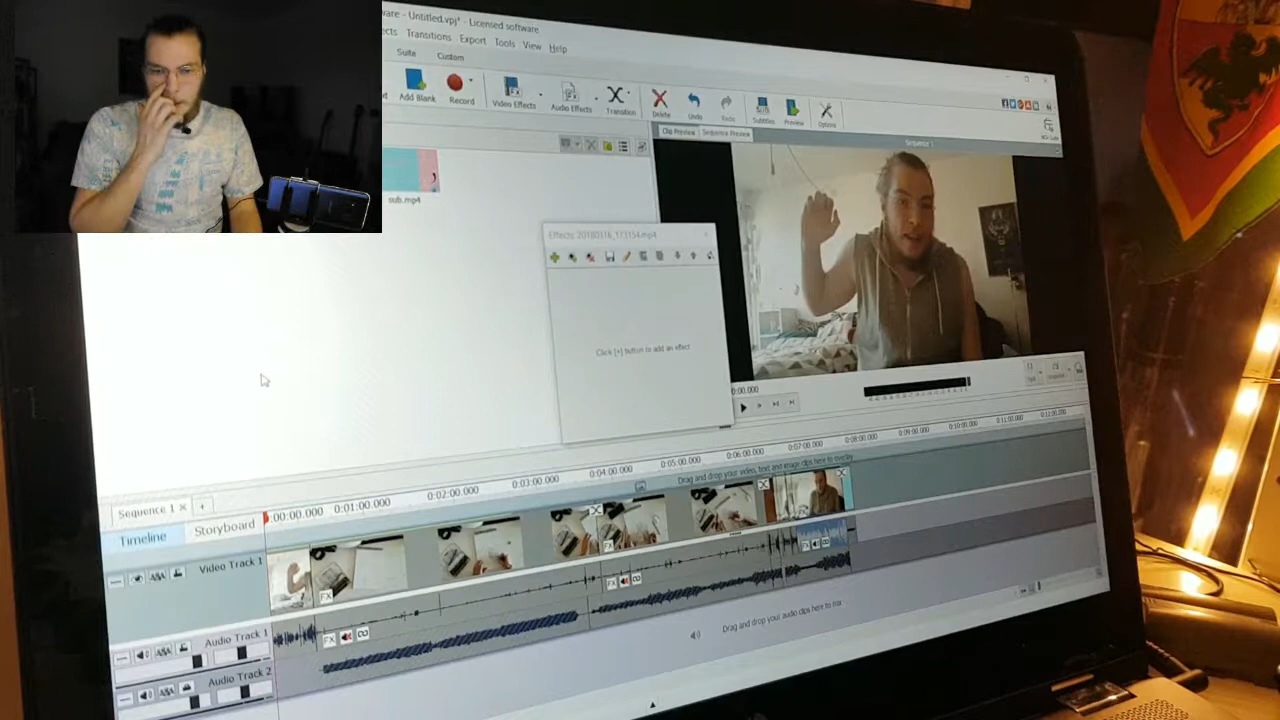 ware - Untitled.vpj* - Licensed software
ects Transitions Export Tools View Help
Suite Custom
Add Blank Record Video Effects Audio Effects Transition Delete Undo Redo Subtitles Preview Options
Clip Preview Sequence Preview
Sequence 1
sub.mp4
Effects 20180316_113154.mp4
Click [+] button to add an effect
0:00.000
0:00:00.000 0:01:00.000 0:02:00.000 0:03:00.000 0:04:00.000 0:05:00.000 0:06:00.000 0:07:00.000 0:08:00.000 0:09:00.000 0:10:00.000 0:11:00.000
Sequence 1 × +
Drag and drop your video, text and image clips here to overlay
Timeline Storyboard
Video Track 1
FX FX FX FX
Audio Track 1
Drag and drop your audio clips here to mix
Audio Track 2